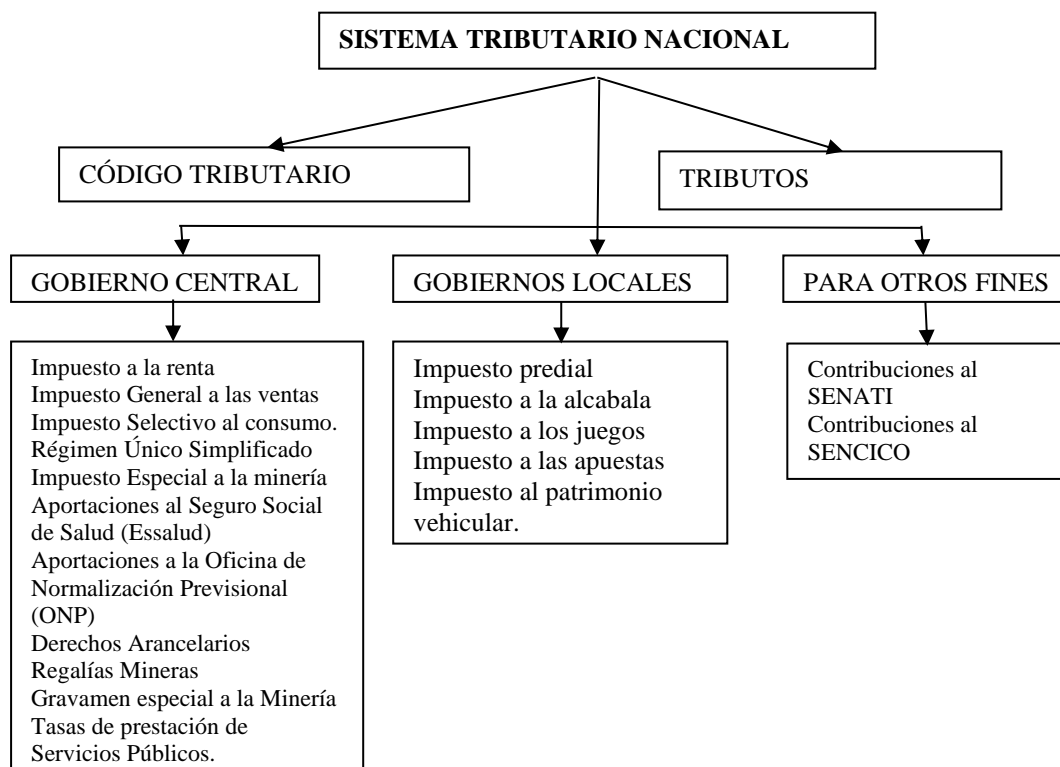 SISTEMA TRIBUTARIO NACIONAL
CÓDIGO TRIBUTARIO
TRIBUTOS
GOBIERNO CENTRAL
GOBIERNOS LOCALES
PARA OTROS FINES
Impuesto a la renta
Impuesto General a las ventas
Impuesto Selectivo al consumo.
Régimen Único Simplificado
Impuesto Especial a la minería
Aportaciones al Seguro Social
de Salud (Essalud)
Aportaciones a la Oficina de
Normalización Previsional
(ONP)
Derechos Arancelarios
Regalías Mineras
Gravamen especial a la Minería
Tasas de prestación de
Servicios Públicos.
Impuesto predial
Impuesto a la alcabala
Impuesto a los juegos
Impuesto a las apuestas
Impuesto al patrimonio
vehicular.
Contribuciones al
SENATI
Contribuciones al
SENCICO